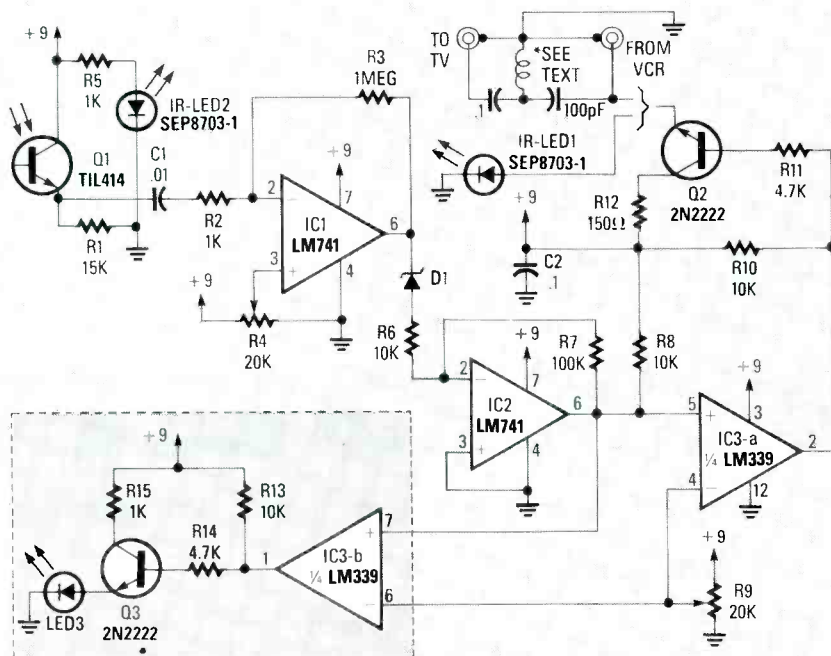 +9
R5
1K
IR-LED2
SEP8703-1
Q1
TIL414
C1
.01
R2
1K
R1
15K
R3
1MEG
+9
2
−
7
IC1
LM741
6
3
+
4
+9
R4
20K
D1
R6
10K
TO
TV
*SEE
TEXT
FROM
VCR
.1
100pF
IR-LED1
SEP8703-1
+9
C2
.1
R12
150Ω
Q2
2N2222
R11
4.7K
R10
10K
R7
100K
R8
10K
+9
2
−
7
IC2
LM741
6
3
+
4
+9
5
+
3
IC3-a
¼ LM339
2
4
−
12
+9
R9
20K
+9
R15
1K
R13
10K
R14
4.7K
1
7
+
IC3-b
¼ LM339
6
−
LED3
Q3
2N2222